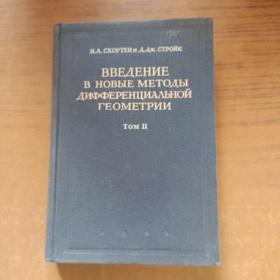 И.А.СХОУТЕН и Д.Дж.СТРОЙК
ВВЕДЕНИЕ
В НОВЫЕ МЕТОДЫ
ДИФФЕРЕНЦИАЛЬНОЙ
ГЕОМЕТРИИ
ТОМ II